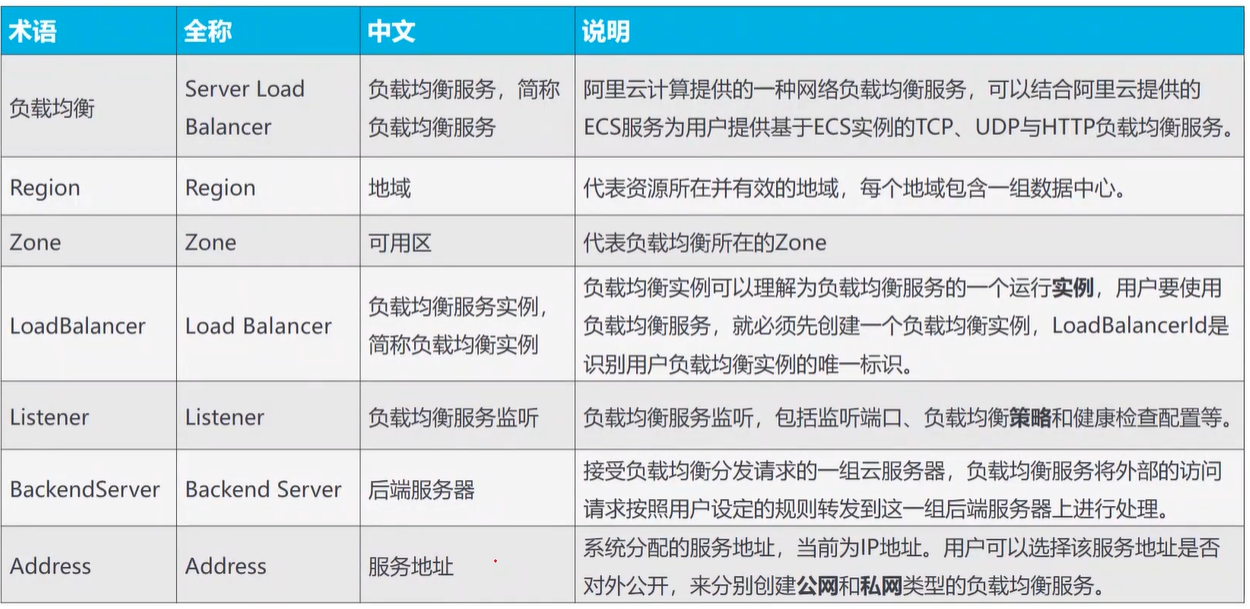 术语 全称 中文 说明
负载均衡
Server Load
Balancer
负载均衡服务，简称
负载均衡服务
阿里云计算提供的一种网络负载均衡服务，可以结合阿里云提供的
ECS服务为用户提供基于ECS实例的TCP、UDP与HTTP负载均衡服务。
Region Region 地域 代表资源所在并有效的地域，每个地域包含一组数据中心。
Zone Zone 可用区 代表负载均衡所在的Zone
LoadBalancer Load Balancer
负载均衡服务实例，
简称负载均衡实例
负载均衡实例可以理解为负载均衡服务的一个运行实例，用户要使用
负载均衡服务，就必须先创建一个负载均衡实例，LoadBalancerId是
识别用户负载均衡实例的唯一标识。
Listener Listener 负载均衡服务监听 负载均衡服务监听，包括监听端口、负载均衡策略和健康检查配置等。
BackendServer Backend Server 后端服务器
接受负载均衡分发请求的一组云服务器，负载均衡服务将外部的访问
请求按照用户设定的规则转发到这一组后端服务器上进行处理。
Address Address 服务地址
系统分配的服务地址，当前为IP地址。用户可以选择该服务地址是否
对外公开，来分别创建公网和私网类型的负载均衡服务。